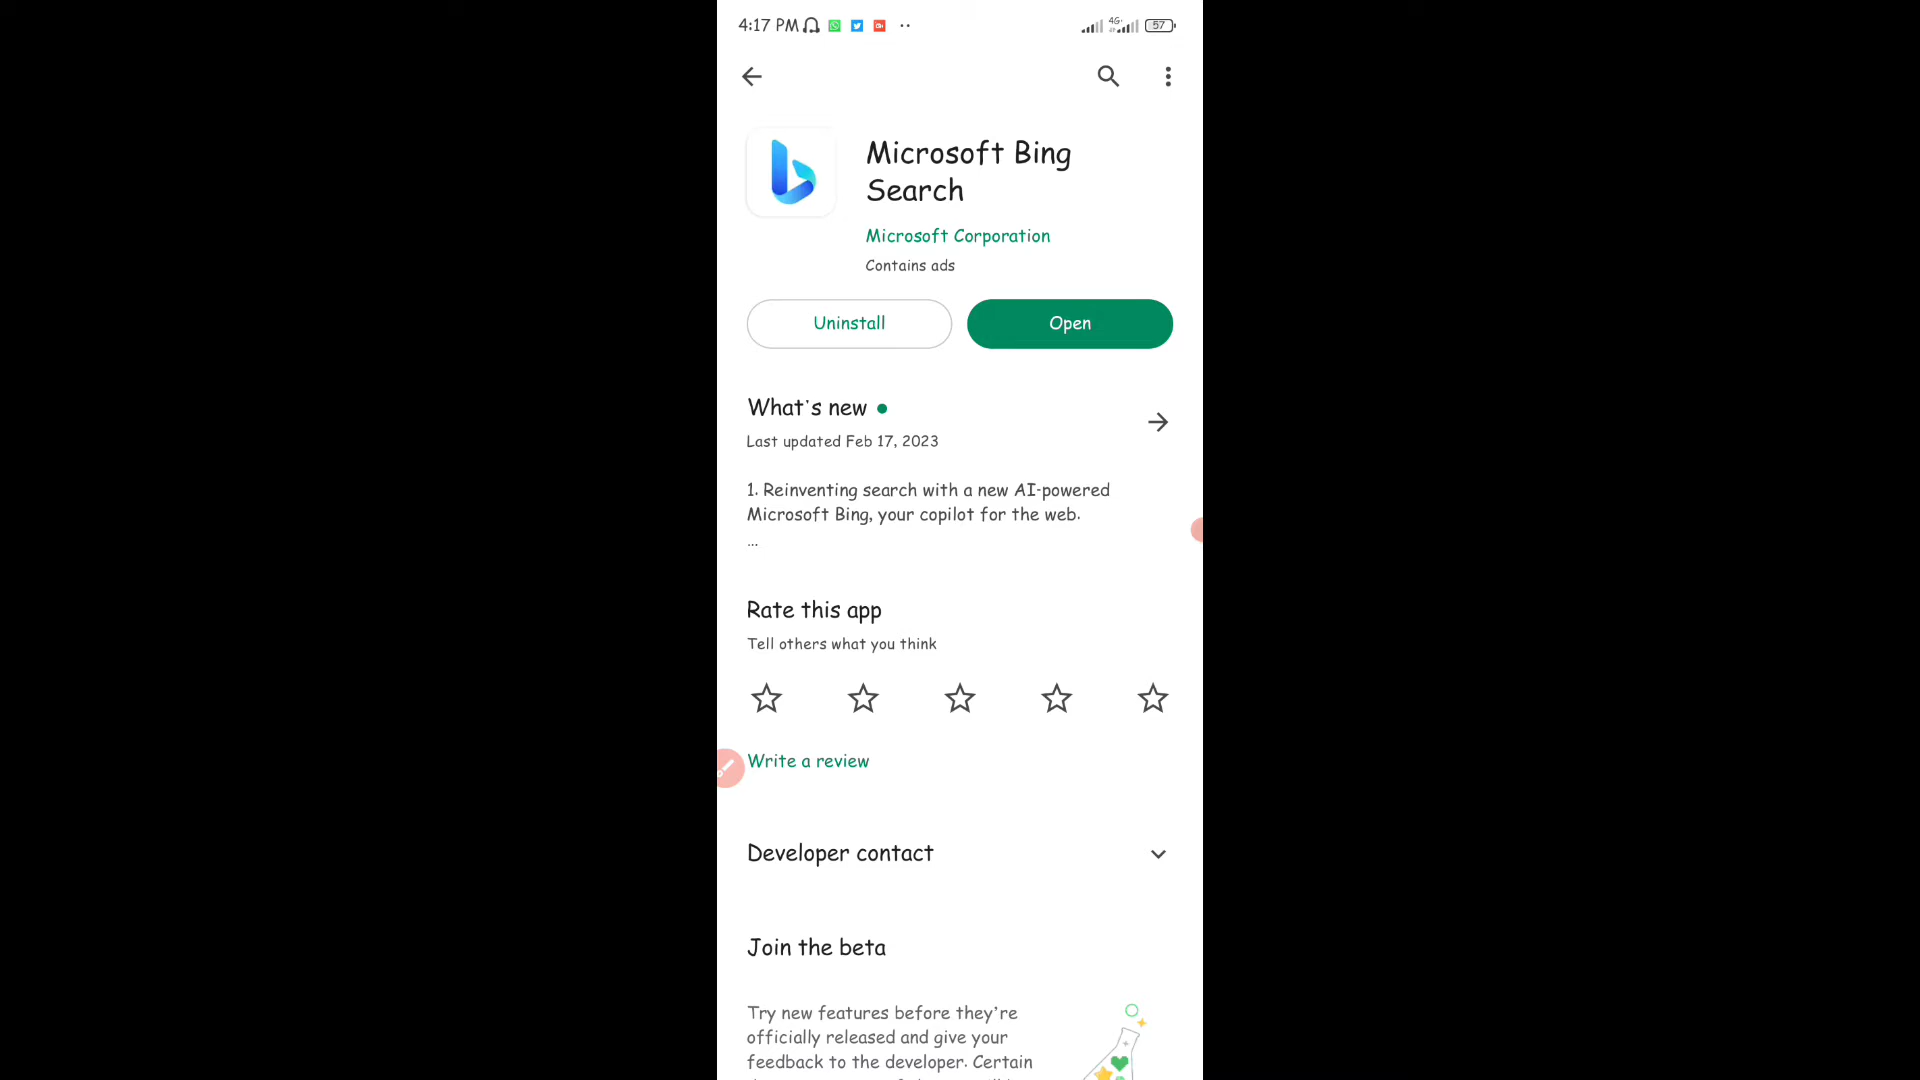 4:17 PM
4G
57
Microsoft Bing
Search
Microsoft Corporation
Contains ads
Uninstall
Open
What's new
Last updated Feb 17, 2023
1. Reinventing search with a new AI-powered
Microsoft Bing, your copilot for the web.
...
Rate this app
Tell others what you think
Write a review
Developer contact
Join the beta
Try new features before they're
officially released and give your
feedback to the developer. Certain